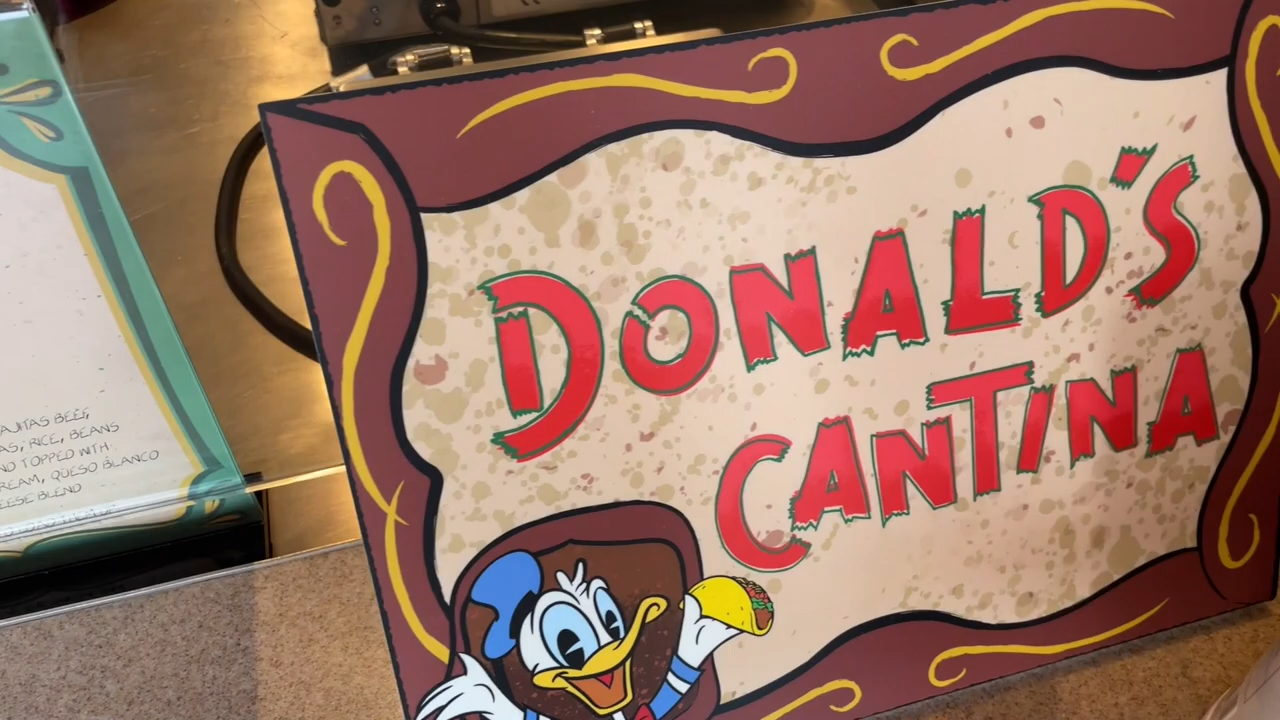 DONALD'S
CANTINA
AJITAS BEEF,
AS, RICE, BEANS
ND TOPPED WITH
REAM, QUESO BLANCO
EESE BLEND